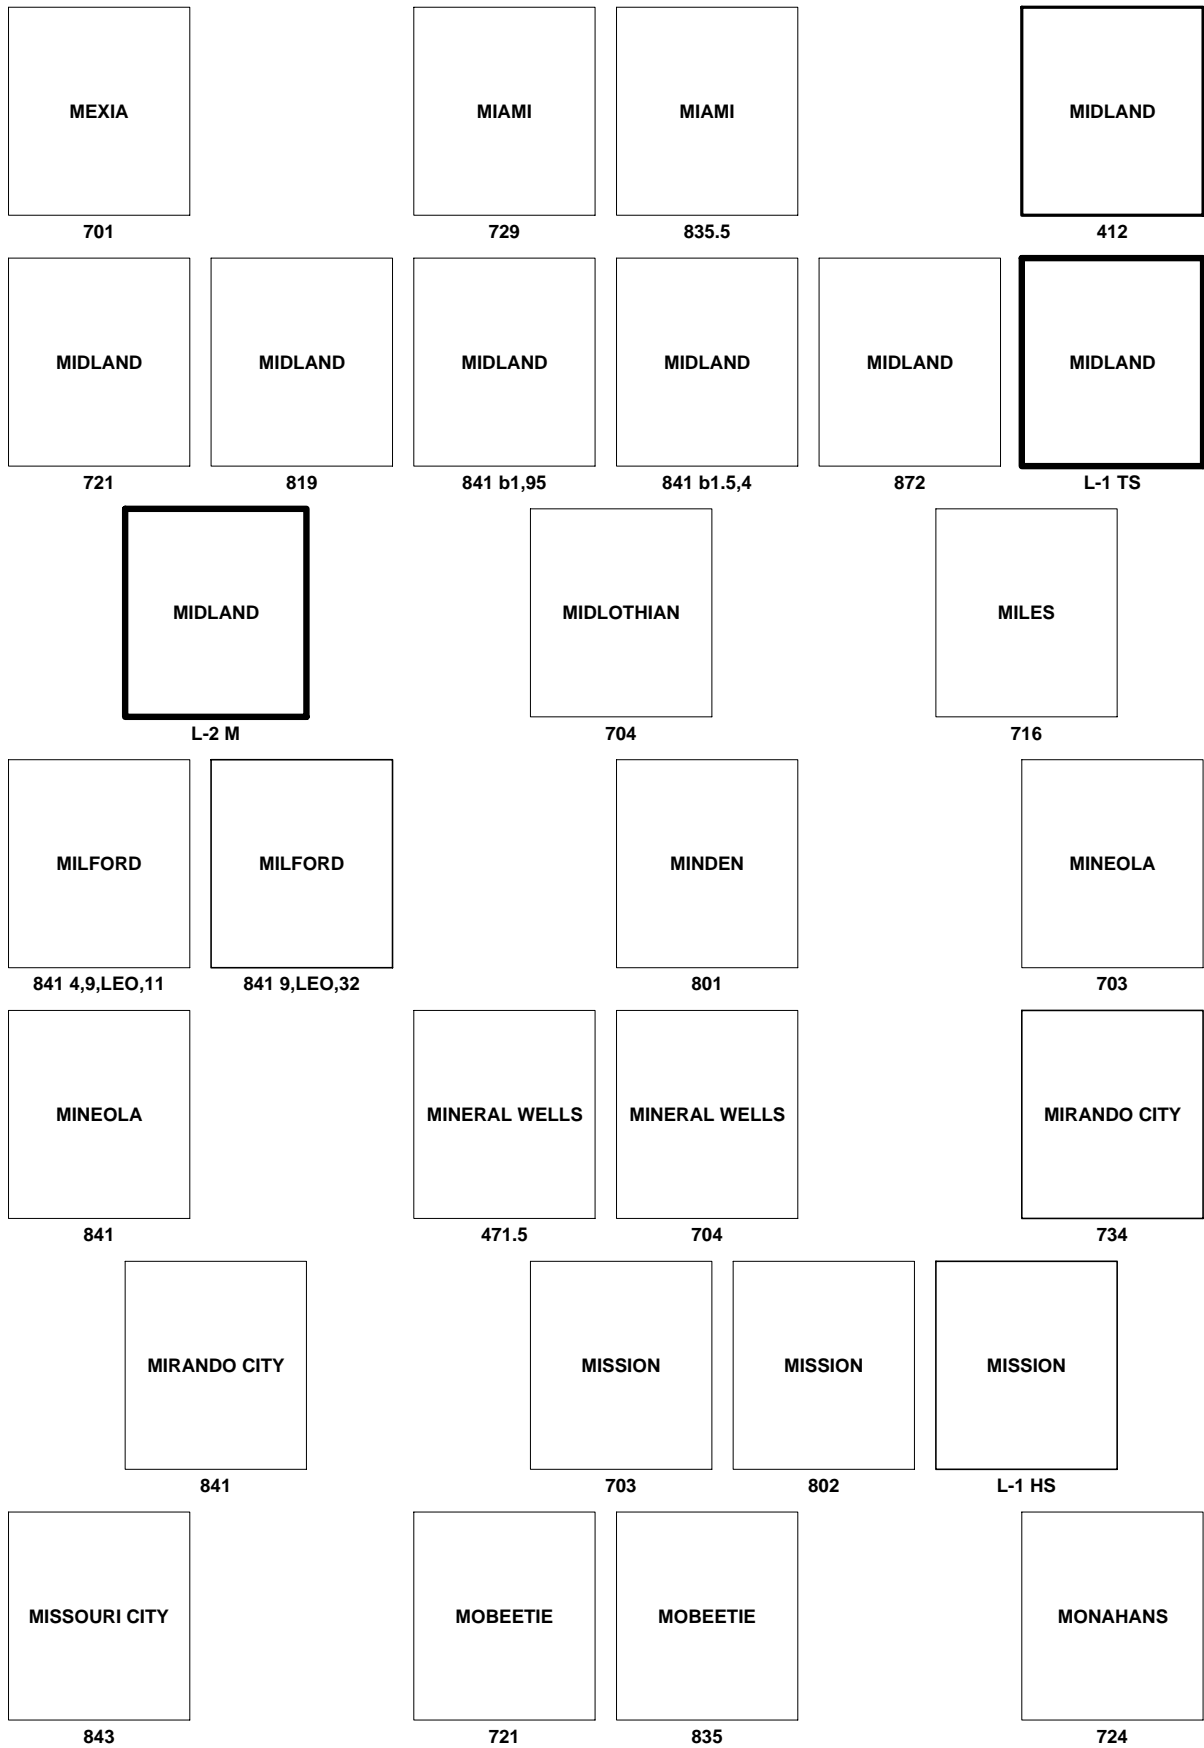 MEXIA
701
MIAMI
729
MIAMI
835.5
MIDLAND
412
MIDLAND
721
MIDLAND
819
MIDLAND
841 b1,95
MIDLAND
841 b1.5,4
MIDLAND
872
MIDLAND
L-1 TS
MIDLAND
L-2 M
MIDLOTHIAN
704
MILES
716
MILFORD
841 4,9,LEO,11
MILFORD
841 9,LEO,32
MINDEN
801
MINEOLA
703
MINEOLA
841
MINERAL WELLS
471.5
MINERAL WELLS
704
MIRANDO CITY
734
MIRANDO CITY
841
MISSION
703
MISSION
802
MISSION
L-1 HS
MISSOURI CITY
843
MOBEETIE
721
MOBEETIE
835
MONAHANS
724